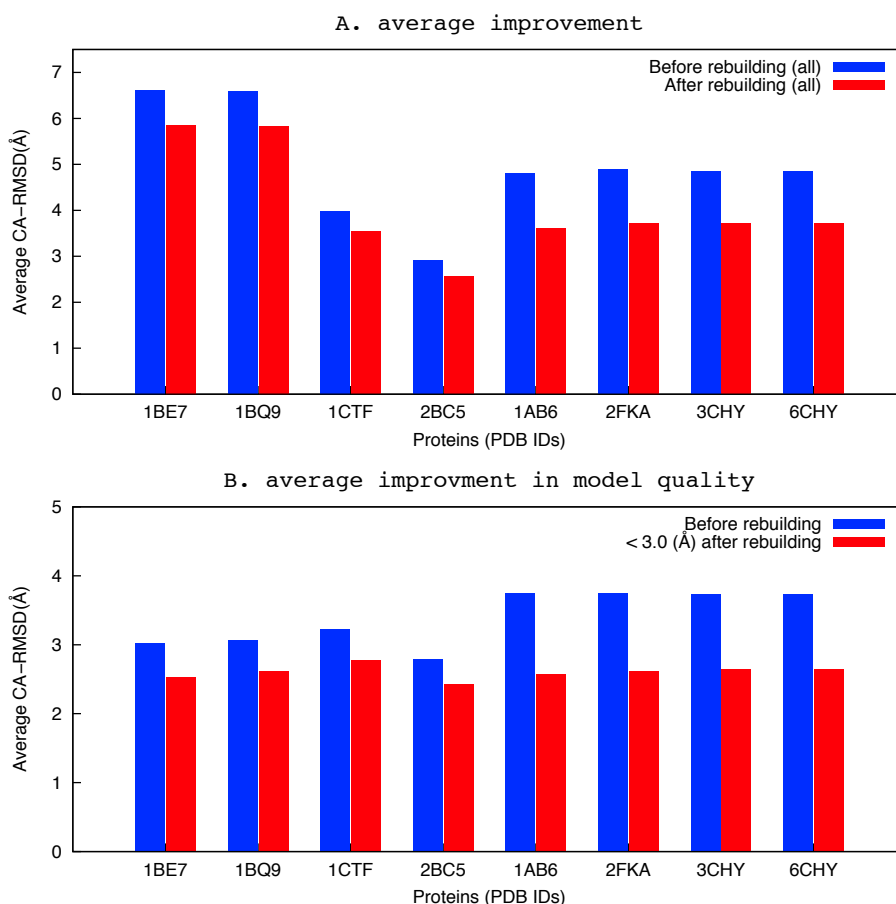 A. average improvement
Before rebuilding (all)
After rebuilding (all)
Average CA−RMSD(Å)
7
6
5
4
3
2
1
0
1BE7 1BQ9 1CTF 2BC5 1AB6 2FKA 3CHY 6CHY
Proteins (PDB IDs)
B. average improvment in model quality
Before rebuilding
< 3.0 (Å) after rebuilding
Average CA−RMSD(Å)
5
4
3
2
1
0
1BE7 1BQ9 1CTF 2BC5 1AB6 2FKA 3CHY 6CHY
Proteins (PDB IDs)